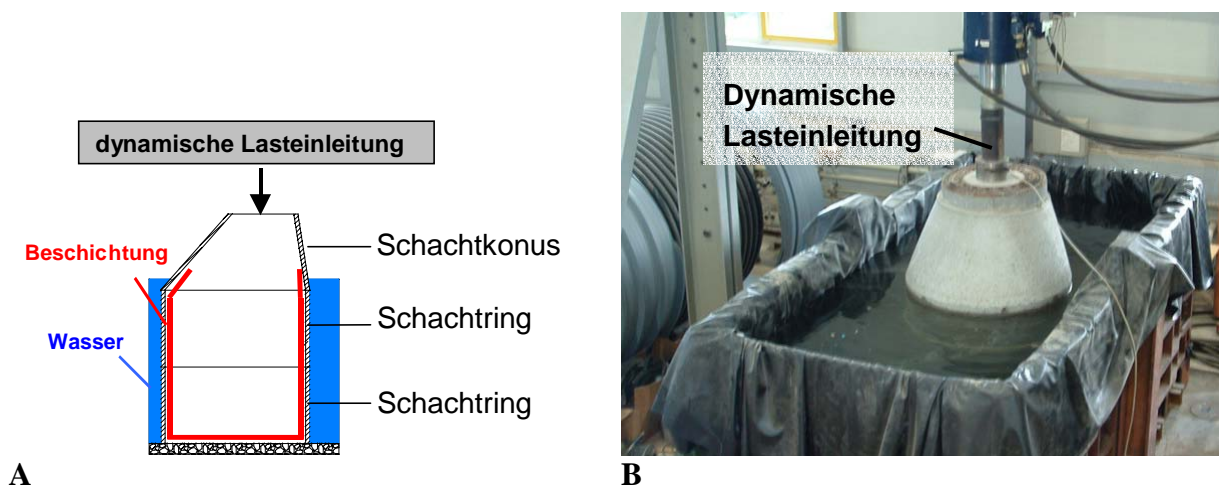 dynamische Lasteinleitung
Beschichtung
Wasser
Schachtkonus
Schachtring
Schachtring
A
Dynamische
Lasteinleitung
B